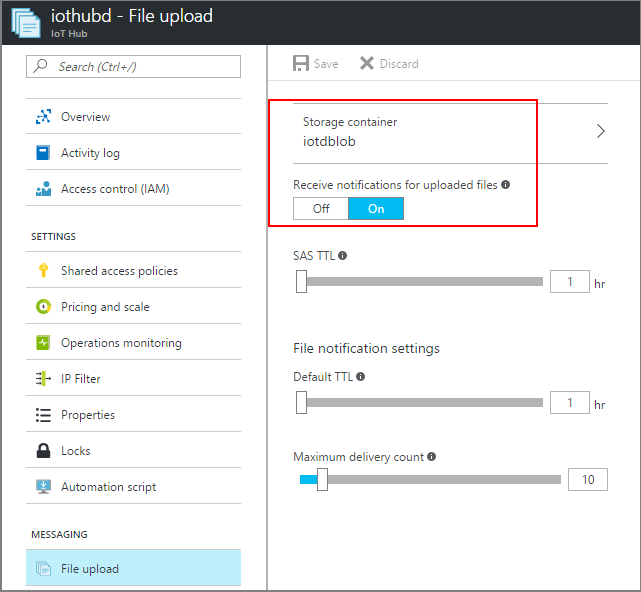 iothubd - File upload
IoT Hub
Search (Ctrl+/)
Overview
Activity log
Access control (IAM)
SETTINGS
Shared access policies
Pricing and scale
Operations monitoring
IP Filter
Properties
Locks
Automation script
MESSAGING
File upload
Save Discard
Storage container
iotdblob
Receive notifications for uploaded files
Off On
SAS TTL
1 hr
File notification settings
Default TTL
1 hr
Maximum delivery count
10